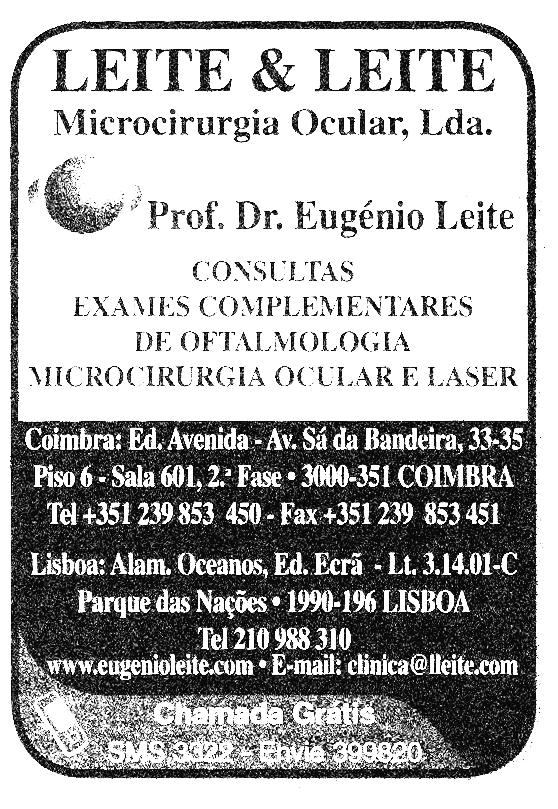 LEITE & LEITE
Microcirurgia Ocular, Lda.
Prof. Dr. Eugénio Leite
CONSULTAS
EXAMES COMPLEMENTARES
DE OFTALMOLOGIA
MICROCIRURGIA OCULAR E LASER
Coimbra: Ed. Avenida - Av. Sá da Bandeira, 33-35
Piso 6 - Sala 601, 2.ª Fase • 3000-351 COIMBRA
Tel +351 239 853 450 - Fax +351 239 853 451
Lisboa: Alam. Oceanos, Ed. Ecrã - Lt. 3.14.01-C
Parque das Nações • 1990-196 LISBOA
Tel 210 988 310
www.eugenioleite.com • E-mail: clinica@lleite.com
Chamada Grátis
SMS 3322 - Envie 399820